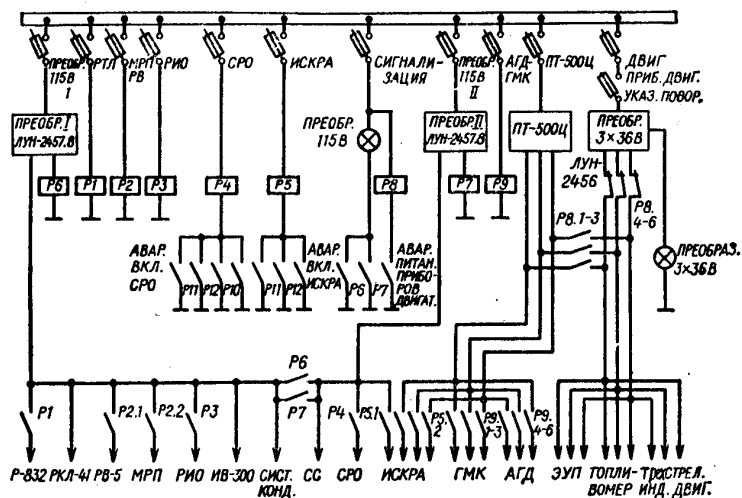 ПРЕОБР.
115В
I
РТЛ
МРП
РВ
РИО
СРО
ИСКРА
СИГНАЛИ-
ЗАЦИЯ
ПРЕОБР.
115В
II
АГД-
ГМК
ПТ-500Ц
ДВИГ
ПРИБ. ДВИГ.
УКАЗ. ПОВОР.
ПРЕОБР. I
ЛУН-2457.В
ПРЕОБР.
115В
ПРЕОБР. II
ЛУН-2457.В
ПТ-500Ц
ПРЕОБР.
3×36В
ЛУН-
2456
Р6
Р1
Р2
Р3
Р4
Р5
Р8
Р7
Р9
Р8.
4-6
Р8.1-3
ПРЕОБРАЗ.
3×36В
АВАР.
ВКЛ.
СРО
Р11
Р12
Р10
Р11
Р12
АВАР.
ВКЛ.
ИСКРА
Р6
Р7
АВАР.
ПИТАН.
ПРИБО-
РОВ
ДВИГАТ.
Р1
Р2.1
Р2.2
Р3
Р6
Р7
Р4
Р5.1
Р5.
2
Р9.
1-3
Р9.
4-6
Р-832
РКЛ-41
РВ-5
МРП
РИО
ИВ-300
СИСТ.
КОНД.
СС
СРО
ИСКРА
ГМК
АГД
ЭУП
ТОПЛИ-
ВОМЕР
ТРЁХСТРЕЛ.
ИНД. ДВИГ.